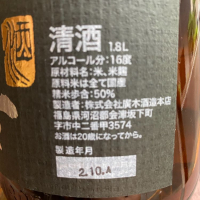 清酒 1.8L
アルコール分:16度
原材料名:米、米麹
原料米は全て国産
精米歩合:50%
製造者:株式会社廣木酒造本店
福島県河沼郡会津坂下町
字市中二番甲3574
お酒は20歳になってから。
製造年月
2.10.A